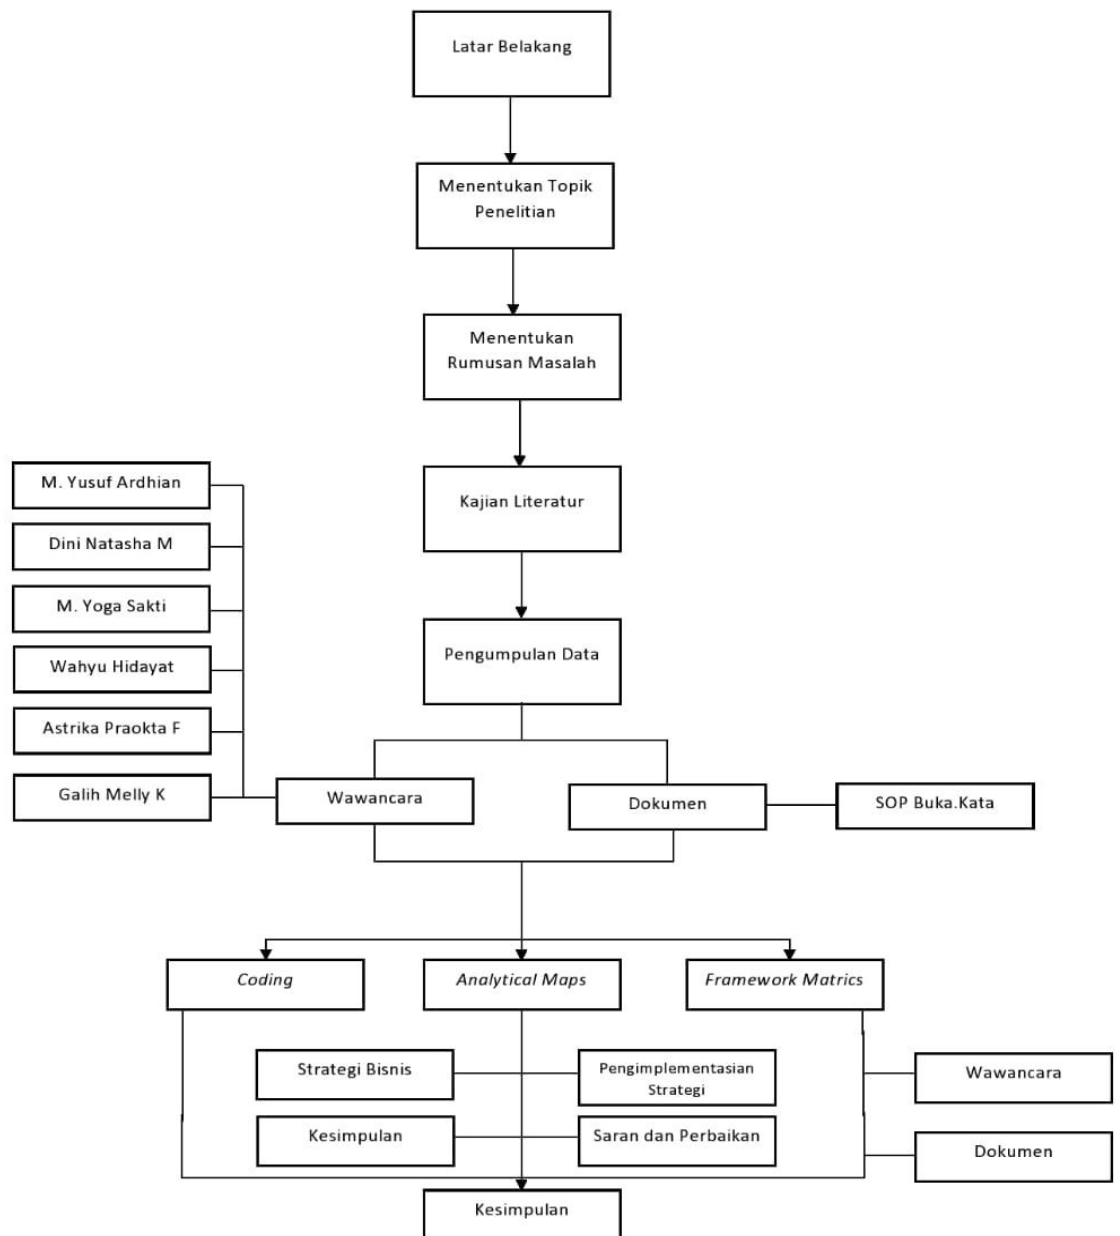 Latar Belakang
Menentukan Topik
Penelitian
Menentukan
Rumusan Masalah
Kajian Literatur
Pengumpulan Data
M. Yusuf Ardhian
Dini Natasha M
M. Yoga Sakti
Wahyu Hidayat
Astrika Praokta F
Galih Melly K
Wawancara
Dokumen
SOP Buka.Kata
Coding
Analytical Maps
Framework Matrics
Strategi Bisnis
Pengimplementasian
Strategi
Wawancara
Kesimpulan
Saran dan Perbaikan
Dokumen
Kesimpulan